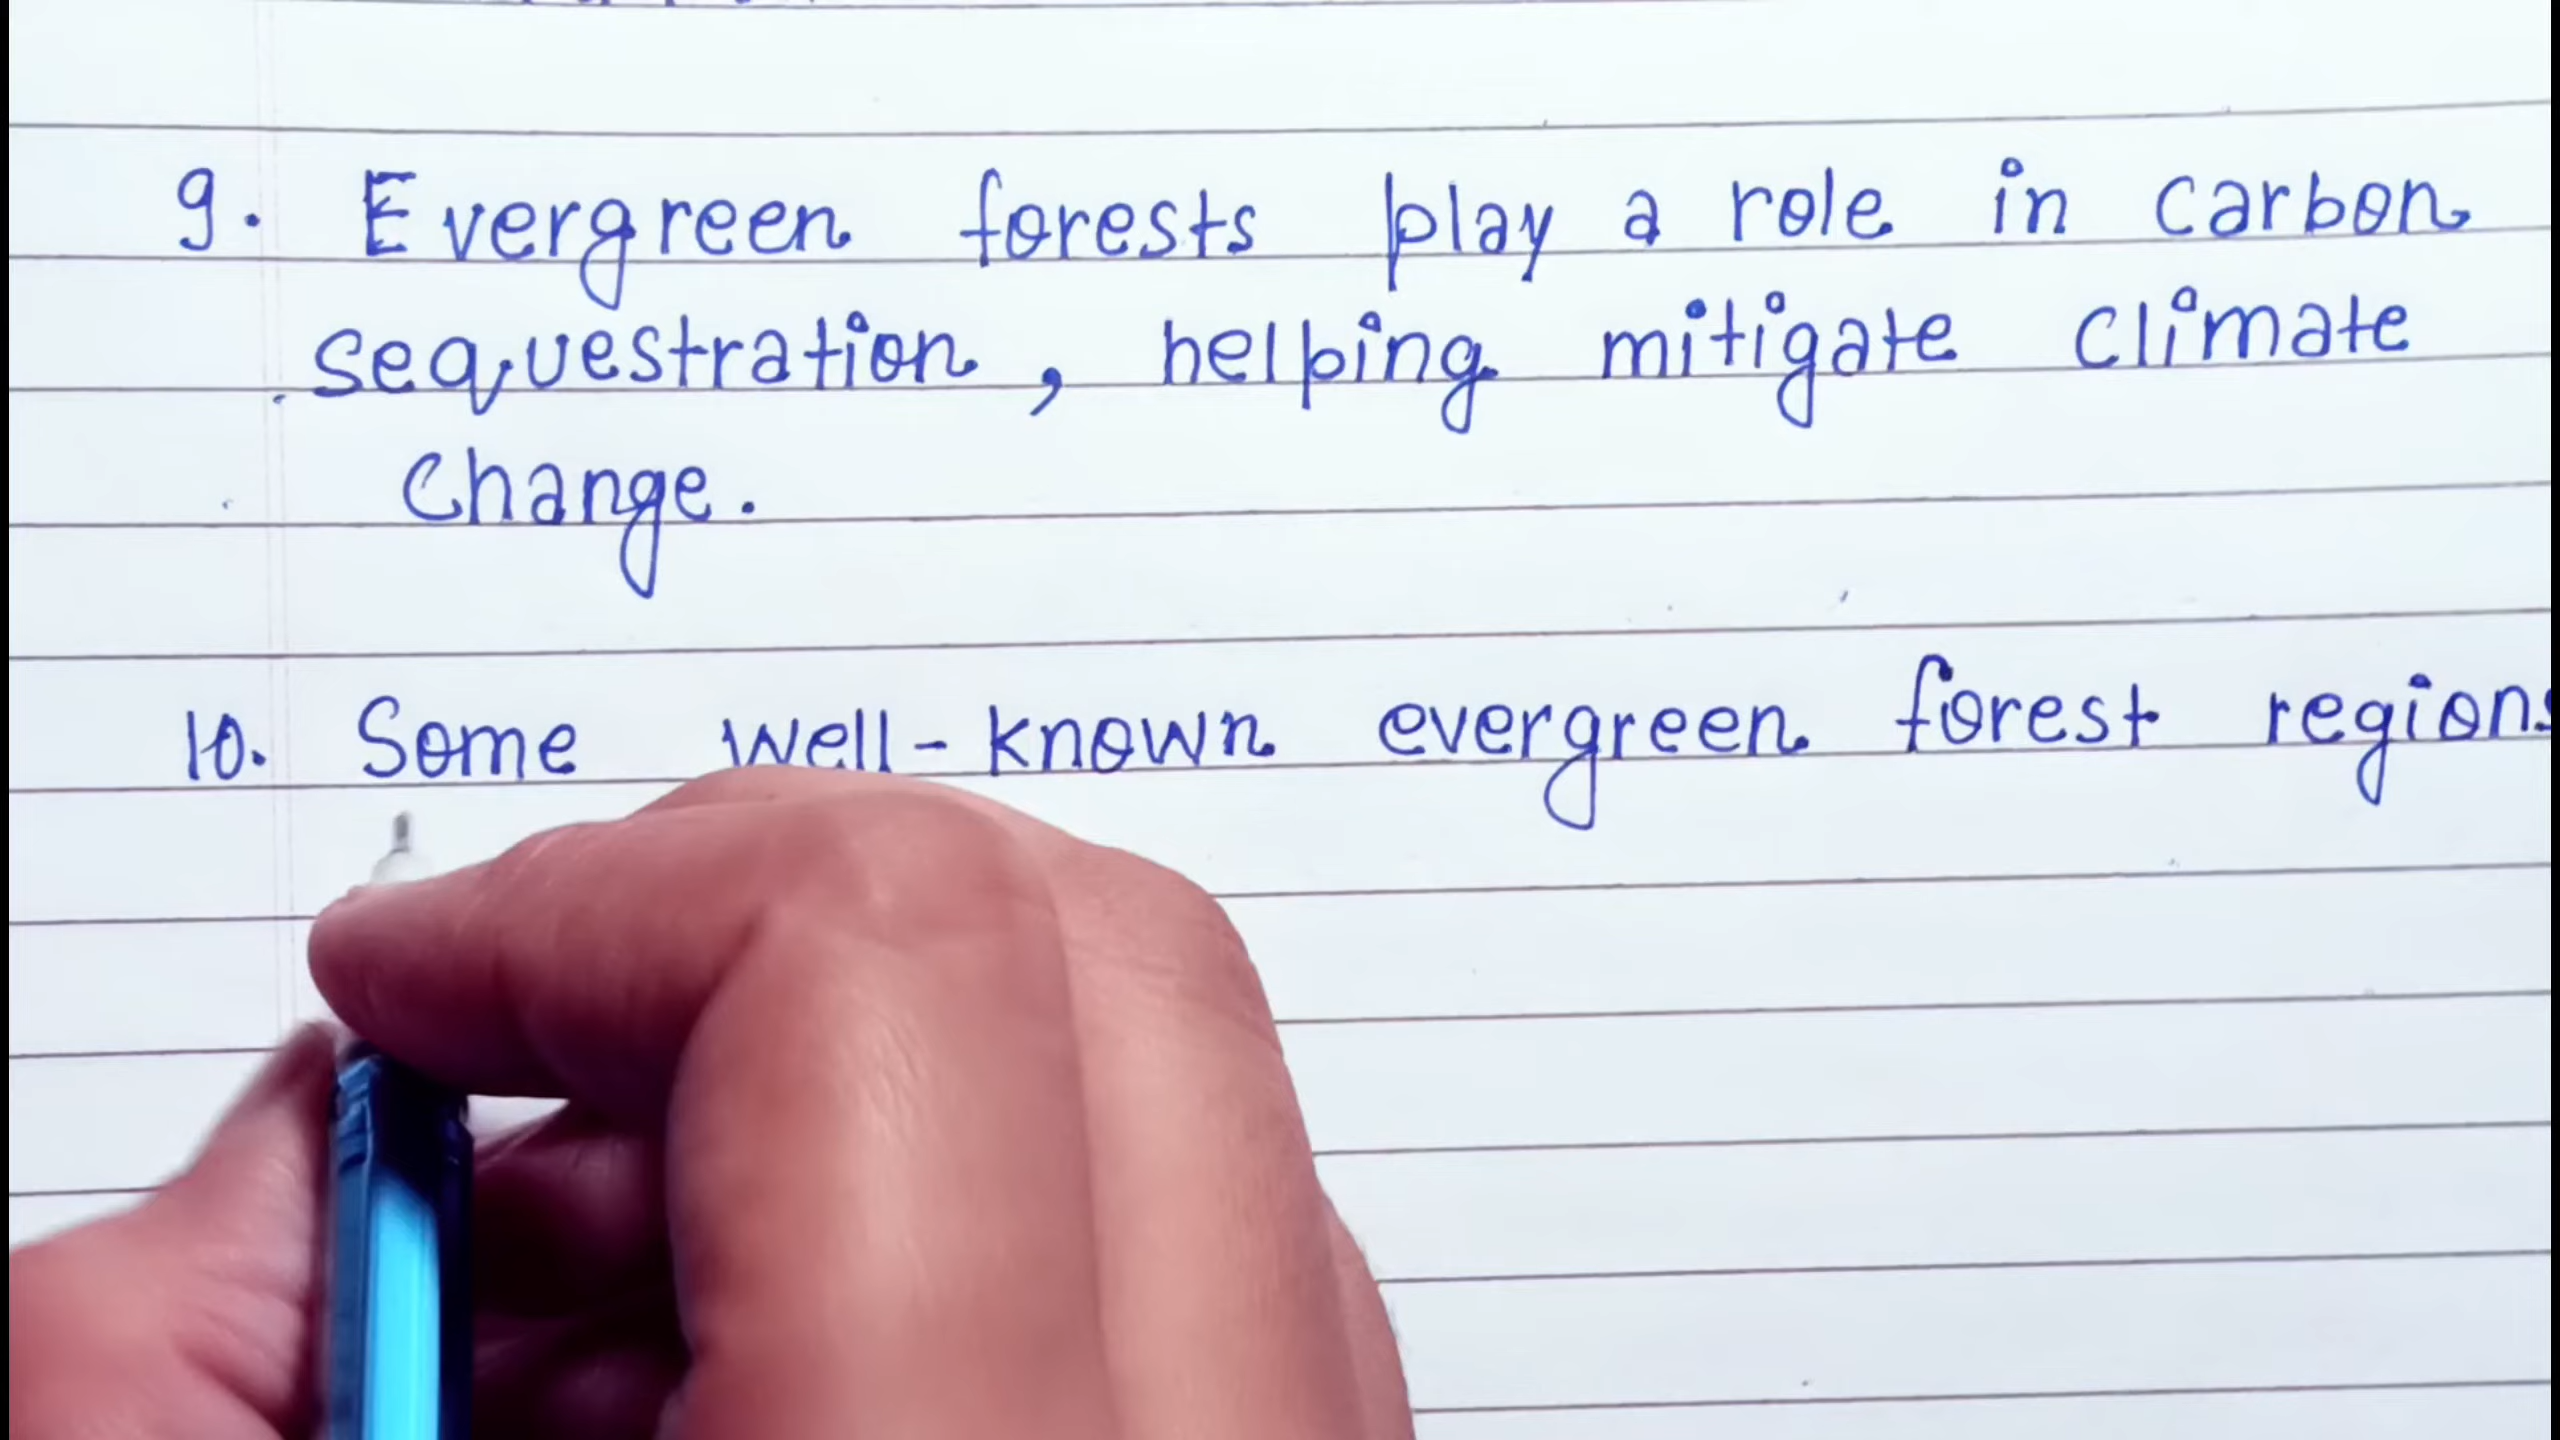 9. Evergreen forests play a role in carbon
sequestration, helping mitigate climate
change.
10. Some well-known evergreen forest regions